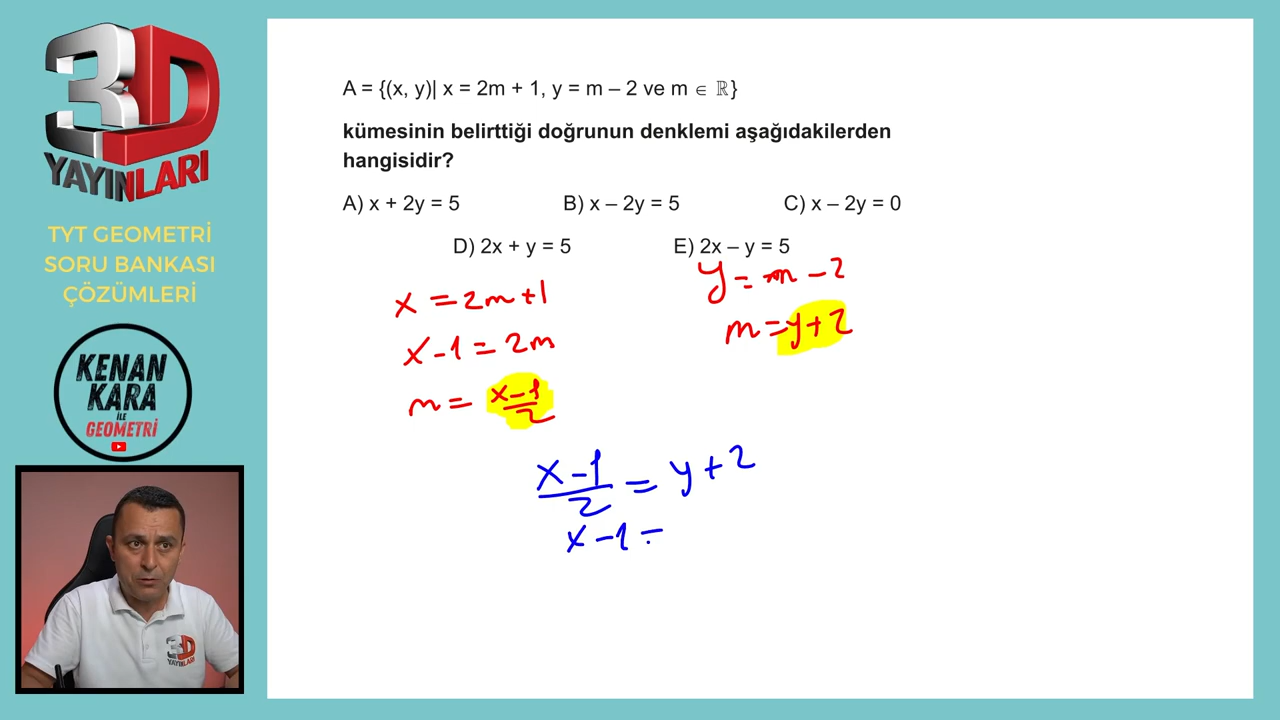 3D
YAYINLARI
TYT GEOMETRİ
SORU BANKASI
ÇÖZÜMLERİ
KENAN
KARA
İLE
GEOMETRİ
3D
YAYINLARI
A = {(x, y)| x = 2m + 1, y = m – 2 ve m ∈ ℝ}
kümesinin belirttiği doğrunun denklemi aşağıdakilerden
hangisidir?
A) x + 2y = 5 B) x – 2y = 5 C) x – 2y = 0
D) 2x + y = 5 E) 2x – y = 5
x = 2m+1
x-1 = 2m
m = x-1/2
y = m-2
m = y+2
x-1/2 = y+2
x-1 =